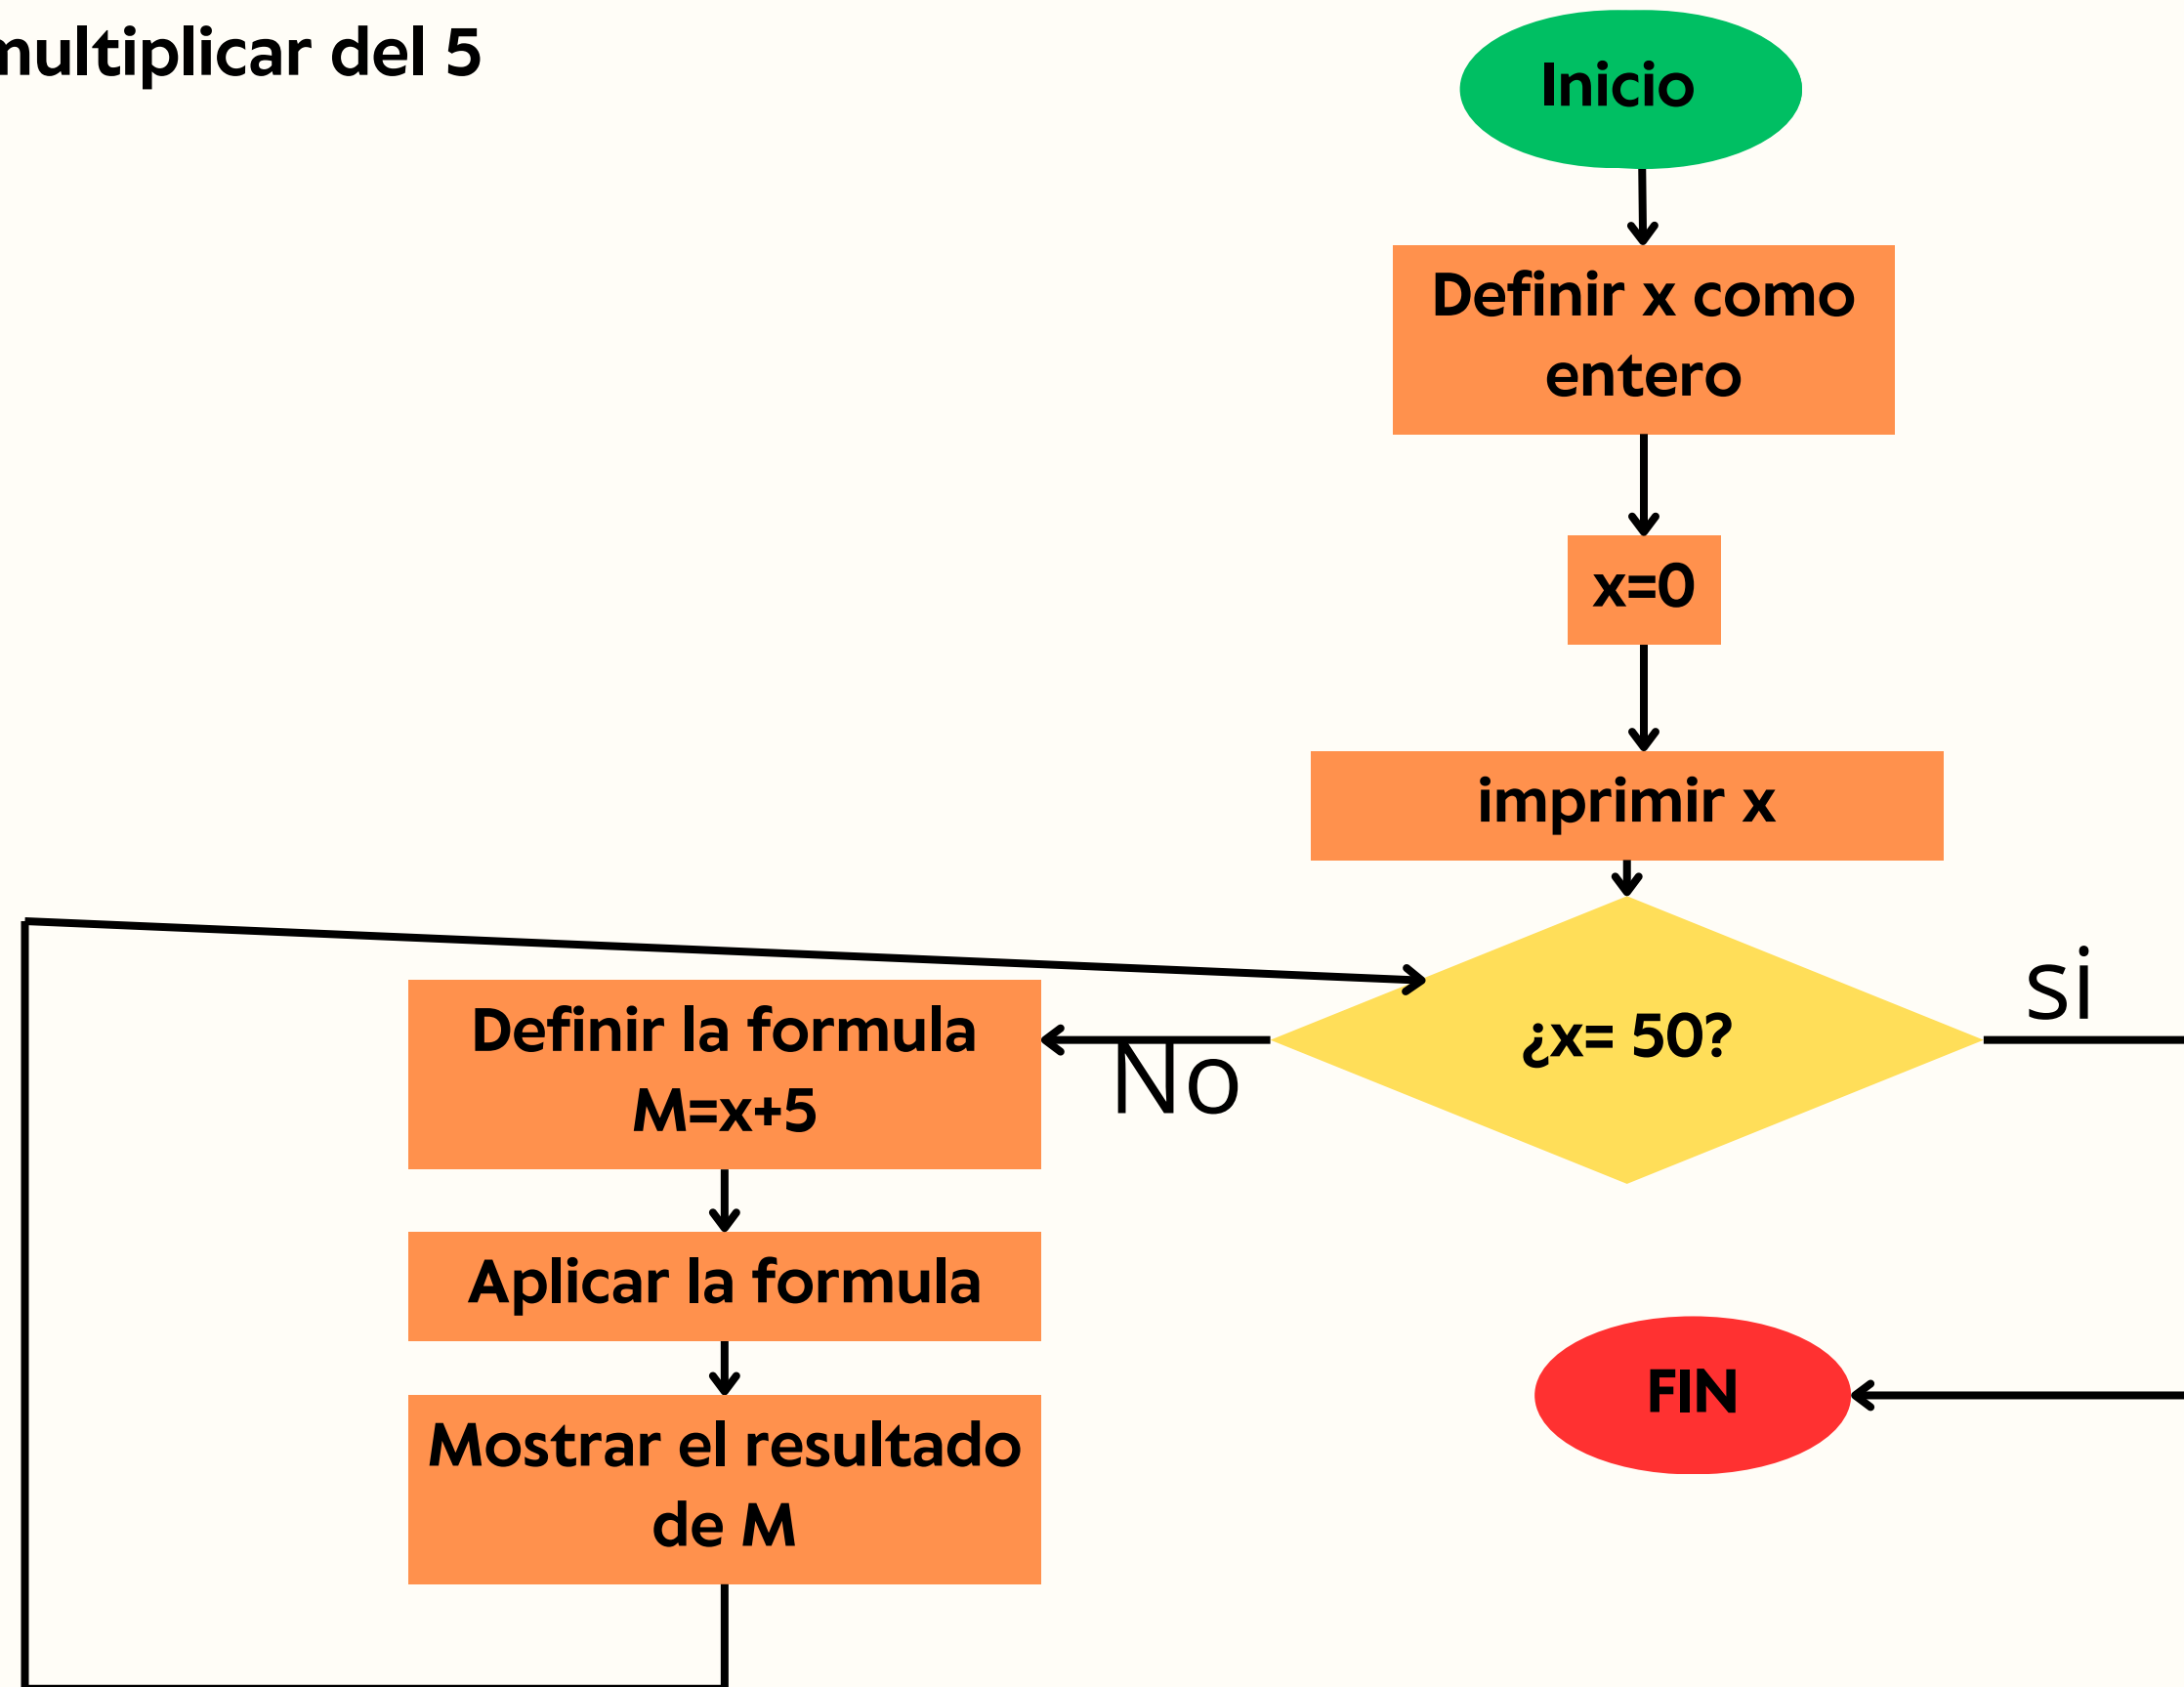 multiplicar del 5
Inicio
Definir x como
entero
x=0
imprimir x
¿x= 50?
si
No
Definir la formula
M=x+5
Aplicar la formula
Mostrar el resultado
de M
FIN